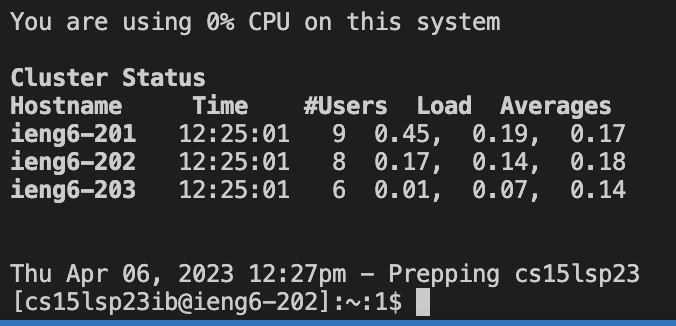 You are using 0% CPU on this system
Cluster Status
Hostname Time #Users Load Averages
ieng6-201 12:25:01 9 0.45, 0.19, 0.17
ieng6-202 12:25:01 8 0.17, 0.14, 0.18
ieng6-203 12:25:01 6 0.01, 0.07, 0.14
Thu Apr 06, 2023 12:27pm - Prepping cs15lsp23
[cs15lsp23ib@ieng6-202]:~:1$